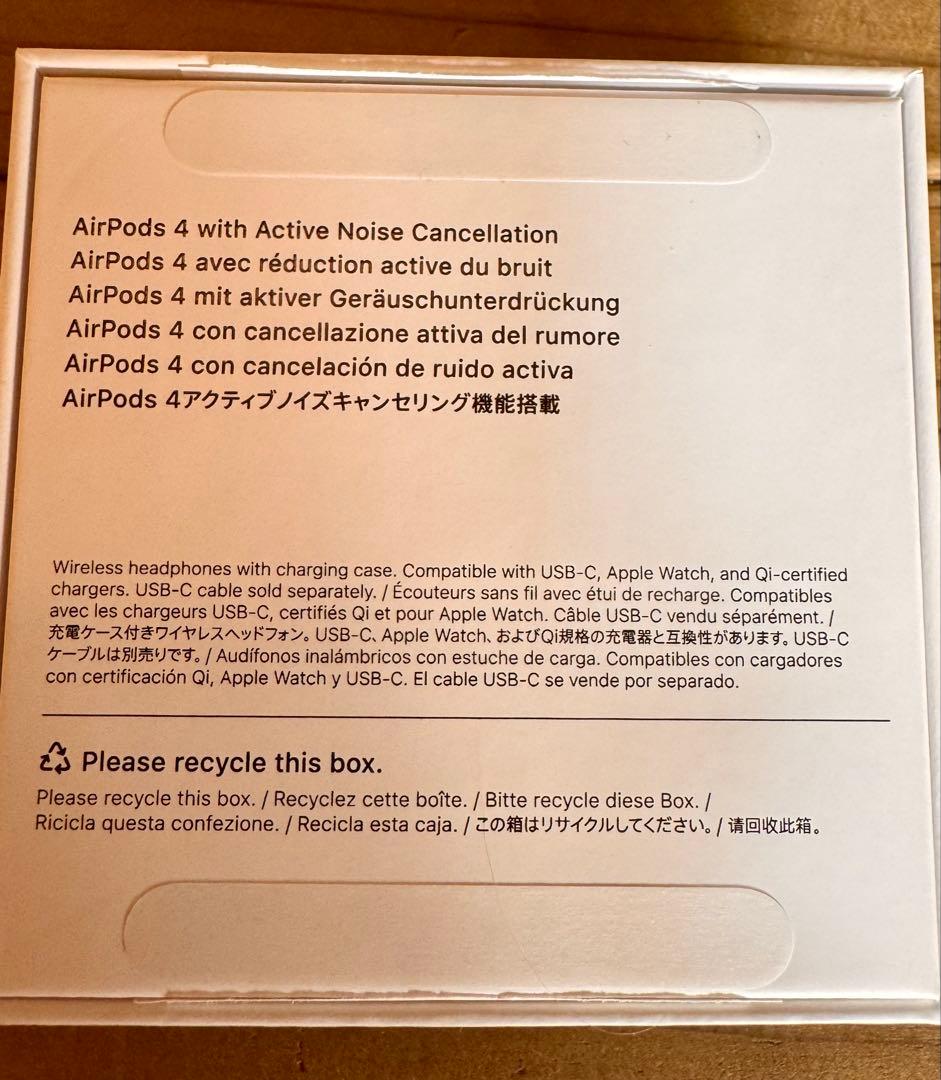 AirPods 4 with Active Noise Cancellation
AirPods 4 avec réduction active du bruit
AirPods 4 mit aktiver Geräuschunterdrückung
AirPods 4 con cancellazione attiva del rumore
AirPods 4 con cancelación de ruido activa
AirPods 4アクティブノイズキャンセリング機能搭載
Wireless headphones with charging case. Compatible with USB-C, Apple Watch, and Qi-certified
chargers. USB-C cable sold separately. / Écouteurs sans fil avec étui de recharge. Compatibles
avec les chargeurs USB-C, certifiés Qi et pour Apple Watch. Câble USB-C vendu séparément. /
充電ケース付きワイヤレスヘッドフォン。USB-C、Apple Watch、およびQi規格の充電器と互換性があります。USB-C
ケーブルは別売りです。/ Audífonos inalámbricos con estuche de carga. Compatibles con cargadores
con certificación Qi, Apple Watch y USB-C. El cable USB-C se vende por separado.
Please recycle this box.
Please recycle this box. / Recyclez cette boîte. / Bitte recycle diese Box. /
Ricicla questa confezione. / Recicla esta caja. / この箱はリサイクルしてください。/ 请回收此箱。